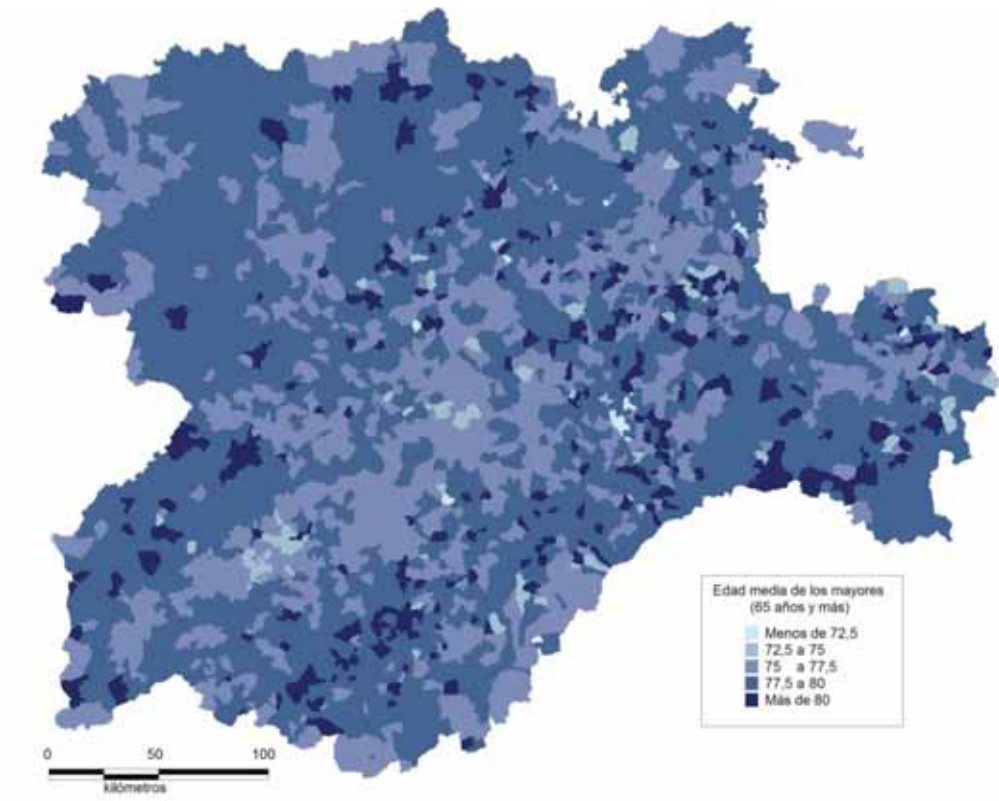 Edad media de los mayores
(65 años y más)
Menos de 72,5
72,5 a 75
75 a 77,5
77,5 a 80
Más de 80
0 50 100
kilómetros